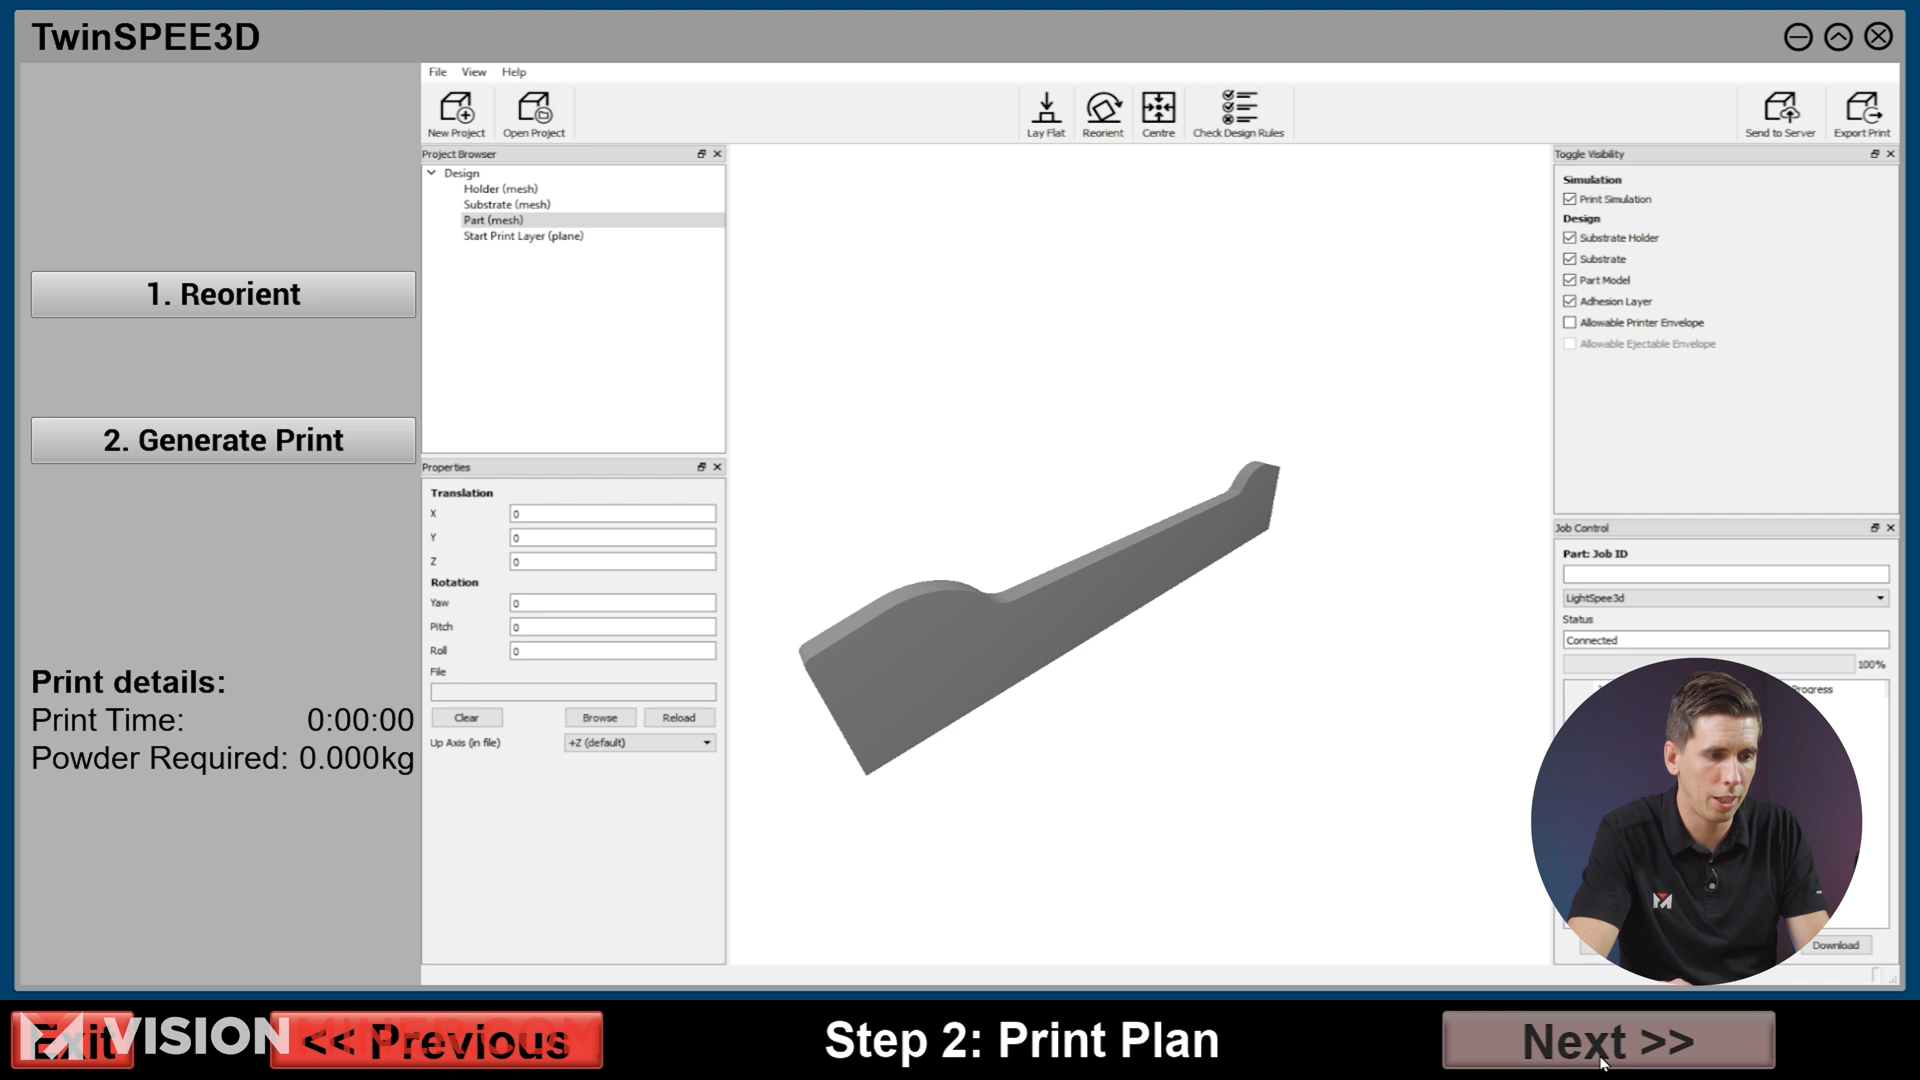 TwinSPEE3D
File View Help
New Project Open Project Lay Flat Reorient Centre Check Design Rules Send to Server Export Print
Project Browser
Design
Holder (mesh)
Substrate (mesh)
Part (mesh)
Start Print Layer (plane)
1. Reorient
2. Generate Print
Print details:
Print Time: 0:00:00
Powder Required: 0.000kg
Properties
Translation
X 0
Y 0
Z 0
Rotation
Yaw 0
Pitch 0
Roll 0
File
Clear Browse Reload
Up Axis (in file) +Z (default)
Toggle Visibility
Simulation
Print Simulation
Design
Substrate Holder
Substrate
Part Model
Adhesion Layer
Allowable Printer Envelope
Allowable Ejectable Envelope
Job Control
Part: Job ID
LightSpee3d
Status
Connected
100%
Progress
Download
Exit << Previous Step 2: Print Plan Next >>
VISIONMINER.COM